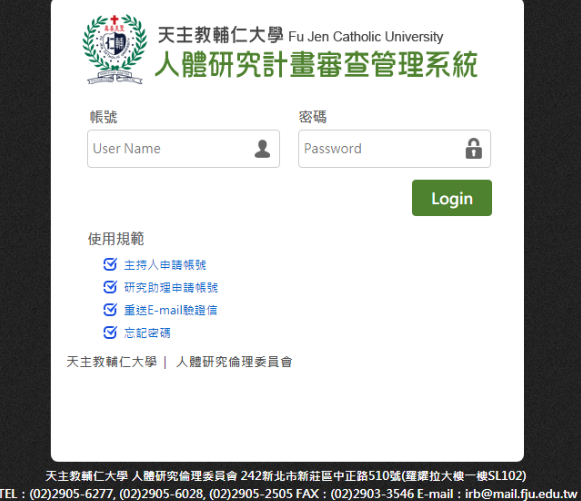 天主教輔仁大學 Fu Jen Catholic University
人體研究計畫審查管理系統
帳號 密碼
User Name Password
Login
使用規範
主持人申請帳號
研究助理申請帳號
重送E-mail驗證信
忘記密碼
天主教輔仁大學 | 人體研究倫理委員會
天主教輔仁大學 人體研究倫理委員會 242新北市新莊區中正路510號(羅耀拉大樓一樓SL102)
TEL : (02)2905-6277, (02)2905-6028, (02)2905-2505 FAX : (02)2903-3546 E-mail : irb@mail.fju.edu.tw